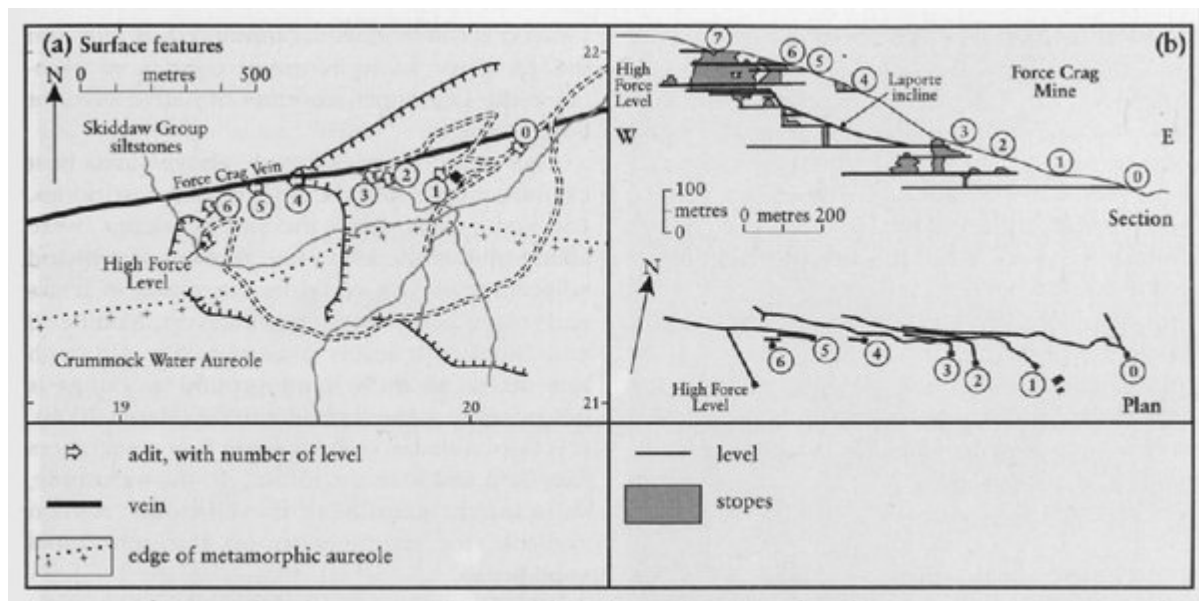 (a) Surface features
N
0 metres 500
Skiddaw Group
siltstones
Force Crag Vein
0
1
2
3
4
5
6
High Force
Level
Crummock Water Aureole
22
21
19
20
adit, with number of level
vein
edge of metamorphic aureole
(b)
7
6
5
4
High
Force
Level
Laporte
incline
Force Crag
Mine
W
E
3
2
1
0
100
metres
0
0 metres 200
Section
N
6
5
4
3
2
1
0
High Force
Level
Plan
level
stopes